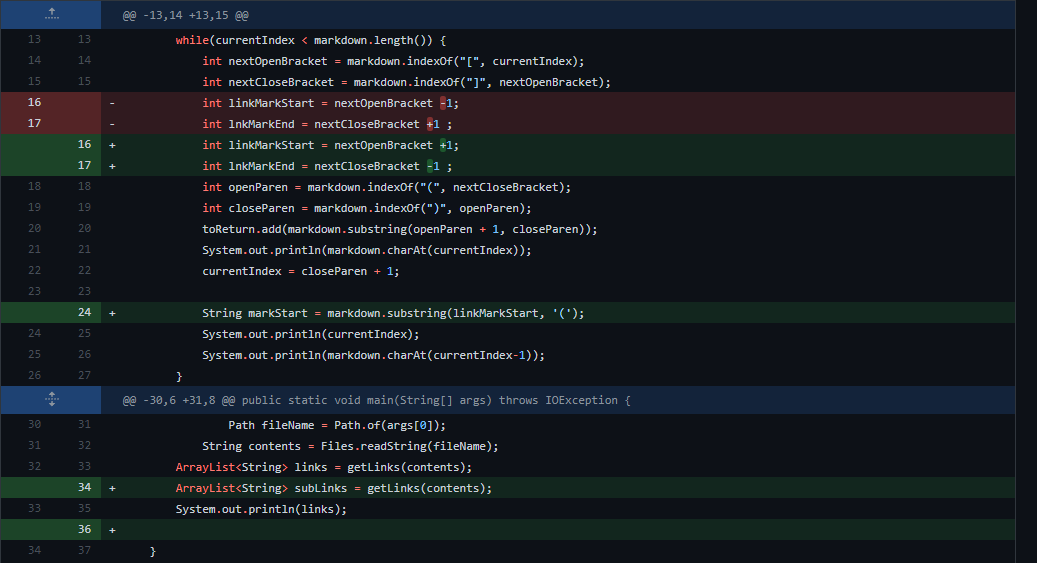 @@ -13,14 +13,15 @@
13 13 while(currentIndex < markdown.length()) {
14 14 int nextOpenBracket = markdown.indexOf("[", currentIndex);
15 15 int nextCloseBracket = markdown.indexOf("]", nextOpenBracket);
16 - int linkMarkStart = nextOpenBracket -1;
17 - int lnkMarkEnd = nextCloseBracket +1 ;
16 + int linkMarkStart = nextOpenBracket +1;
17 + int lnkMarkEnd = nextCloseBracket -1 ;
18 18 int openParen = markdown.indexOf("(", nextCloseBracket);
19 19 int closeParen = markdown.indexOf(")", openParen);
20 20 toReturn.add(markdown.substring(openParen + 1, closeParen));
21 21 System.out.println(markdown.charAt(currentIndex));
22 22 currentIndex = closeParen + 1;
23 23
24 + String markStart = markdown.substring(linkMarkStart, '(');
24 25 System.out.println(currentIndex);
25 26 System.out.println(markdown.charAt(currentIndex-1));
26 27 }
@@ -30,6 +31,8 @@ public static void main(String[] args) throws IOException {
30 31 Path fileName = Path.of(args[0]);
31 32 String contents = Files.readString(fileName);
32 33 ArrayList<String> links = getLinks(contents);
34 + ArrayList<String> subLinks = getLinks(contents);
33 35 System.out.println(links);
36 +
34 37 }